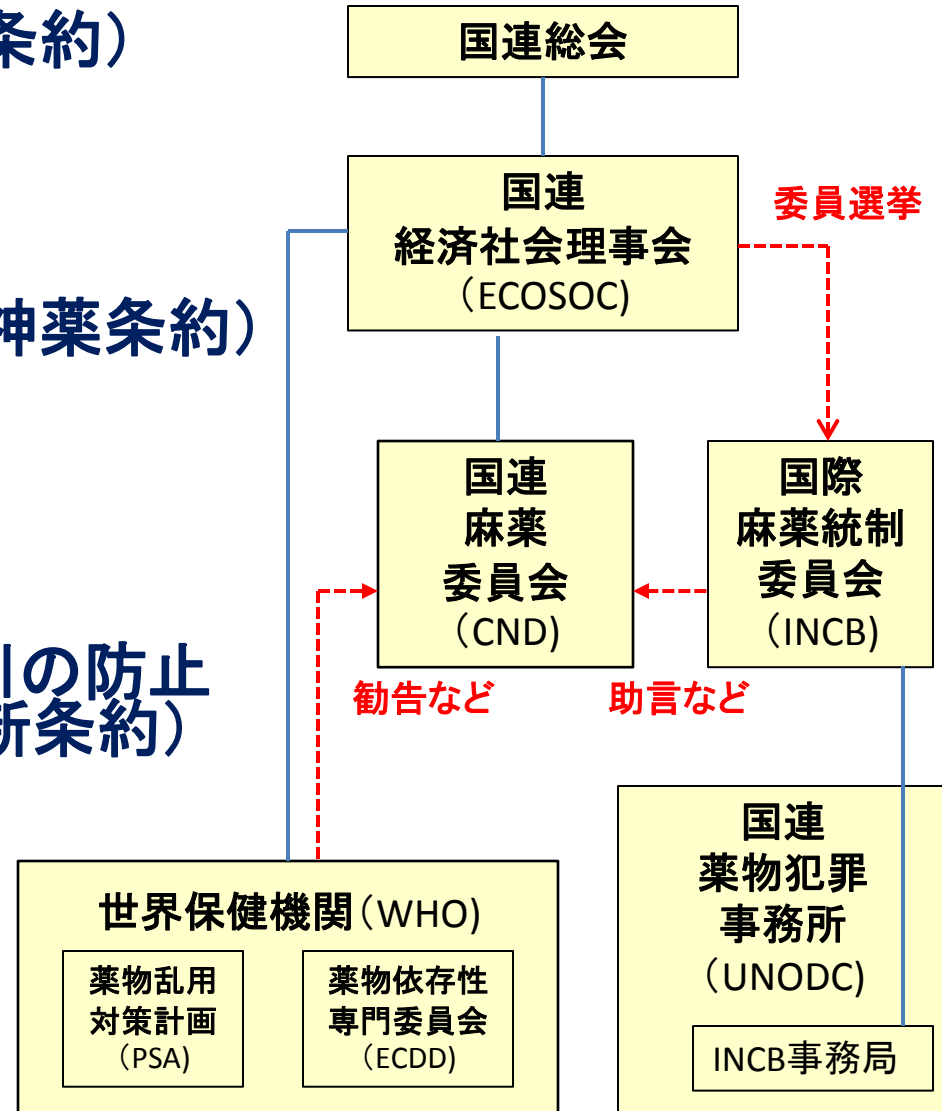 条約）
神薬条約）
の防止
新条約）
国連総会
国連
経済社会理事会
（ECOSOC)
委員選挙
国連
麻薬
委員会
（CND)
国際
麻薬統制
委員会
（INCB)
勧告など
助言など
世界保健機関（WHO)
薬物乱用
対策計画
（PSA)
薬物依存性
専門委員会
（ECDD)
国連
薬物犯罪
事務所
（UNODC)
INCB事務局